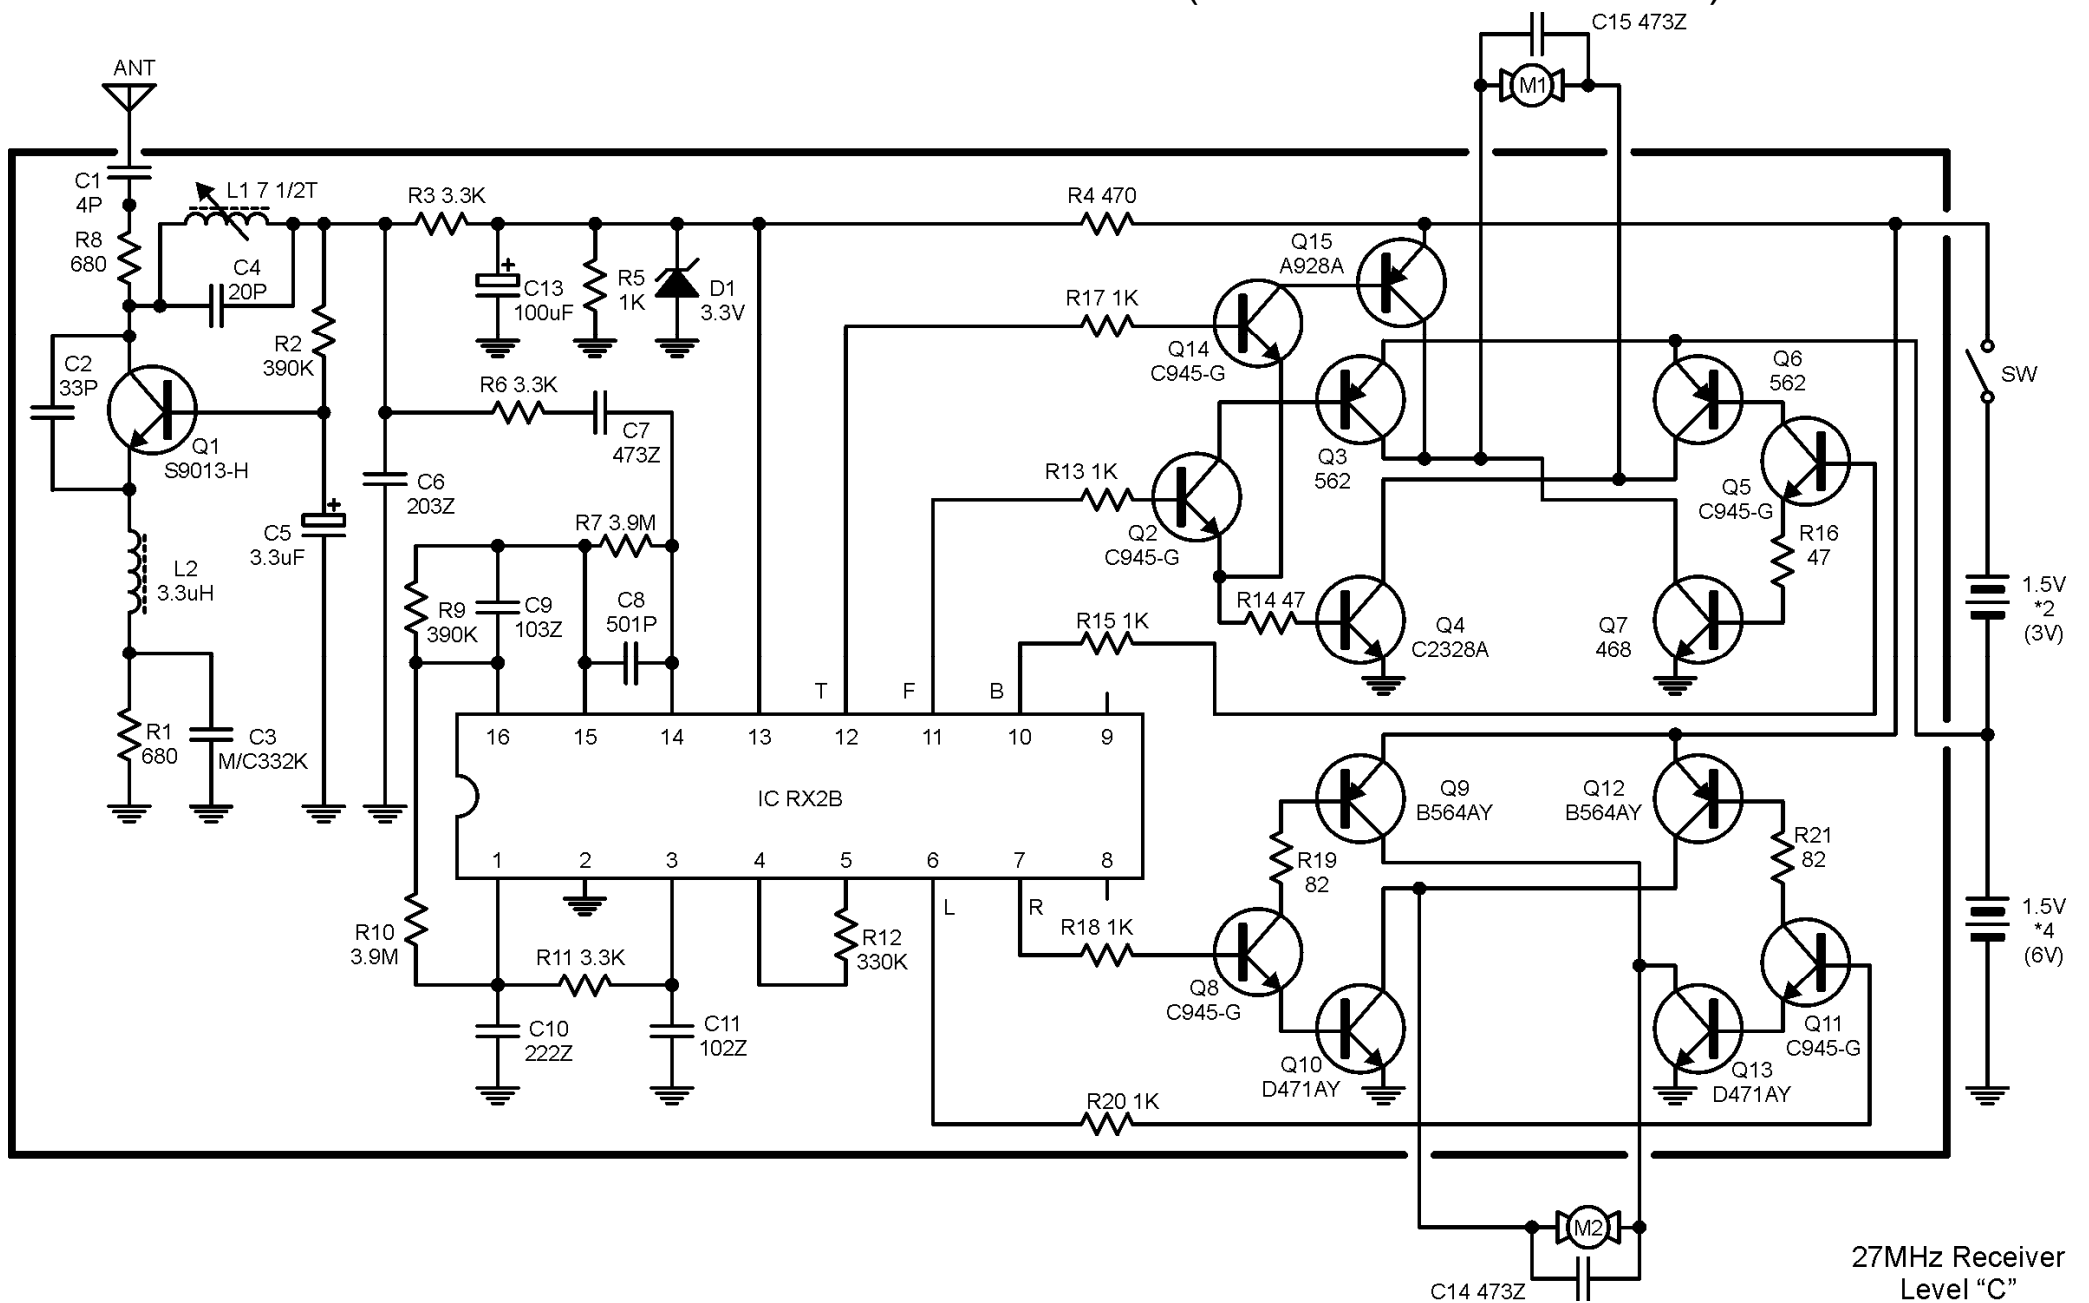 (
)
C15 473Z
ANT
M1
C1
4P
L1 7 1/2T
R3 3.3K
R4 470
R8
680
C4
20P
Q15
A928A
C13
100uF
R5
1K
D1
3.3V
R17 1K
R2
390K
C2
33P
Q14
C945-G
Q6
562
SW
R6 3.3K
C7
473Z
Q1
S9013-H
Q3
562
R13 1K
Q5
C945-G
C6
203Z
Q2
C945-G
R7 3.9M
C5
3.3uF
R16
47
L2
3.3uH
R9
390K
C9
103Z
C8
501P
R14 47
R15 1K
Q4
C2328A
Q7
468
1.5V
*2
(3V)
T
F
B
R1
680
C3
M/C332K
16
15
14
13
12
11
10
9
IC RX2B
Q9
B564AY
Q12
B564AY
1
2
3
4
5
6
7
8
R19
82
R21
82
L
R
R10
3.9M
R11 3.3K
R12
330K
R18 1K
1.5V
*4
(6V)
Q8
C945-G
Q11
C945-G
C10
222Z
C11
102Z
Q10
D471AY
Q13
D471AY
R20 1K
M2
C14 473Z
27MHz Receiver
Level “C”